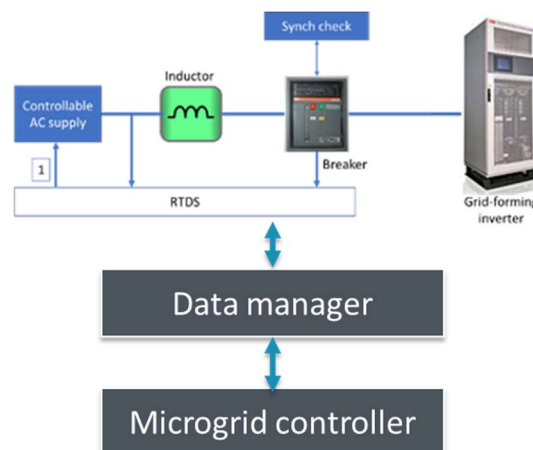 Synch check
Inductor
Controllable
AC supply
Breaker
1
RTDS
Grid-forming
inverter
Data manager
Microgrid controller